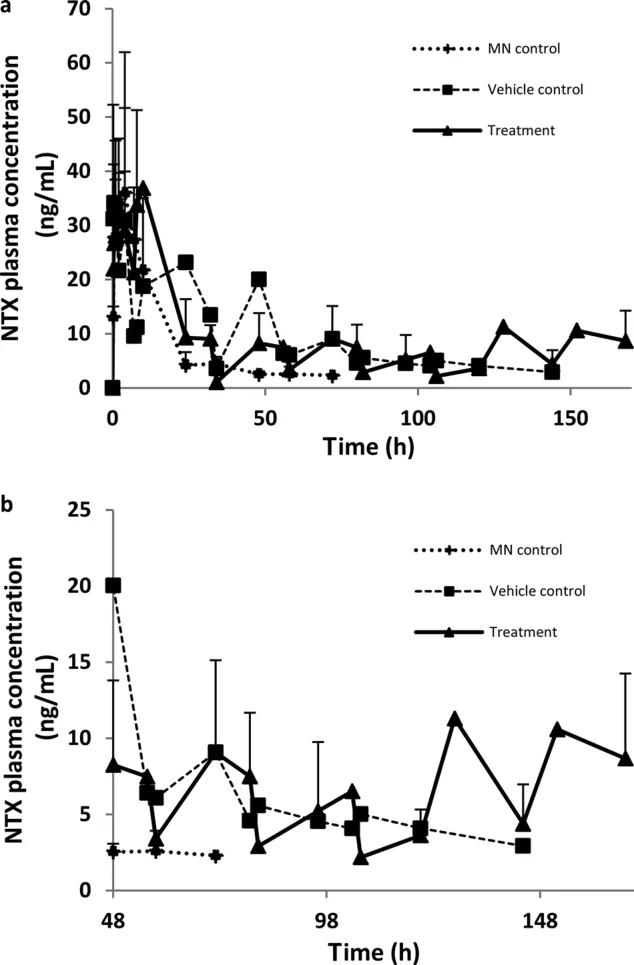 a
NTX plasma concentration
(ng/mL)
70
60
50
40
30
20
10
0
0 50 100 150
Time (h)
MN control
Vehicle control
Treatment
b
NTX plasma concentration
(ng/mL)
25
20
15
10
5
0
48 98 148
Time (h)
MN control
Vehicle control
Treatment